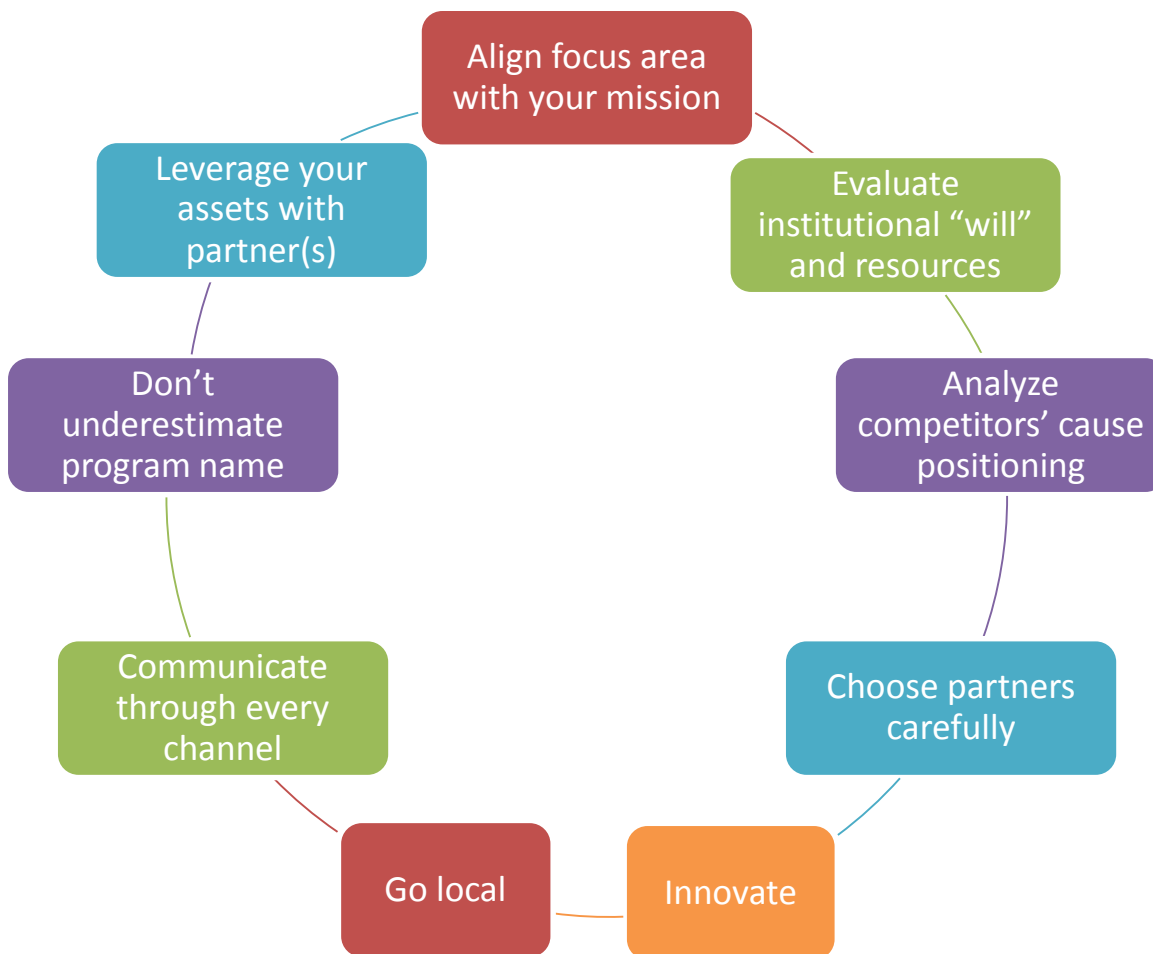 Align focus area
with your mission
Evaluate
institutional “will”
and resources
Analyze
competitors’ cause
positioning
Choose partners
carefully
Innovate
Go local
Communicate
through every
channel
Don’t
underestimate
program name
Leverage your
assets with
partner(s)